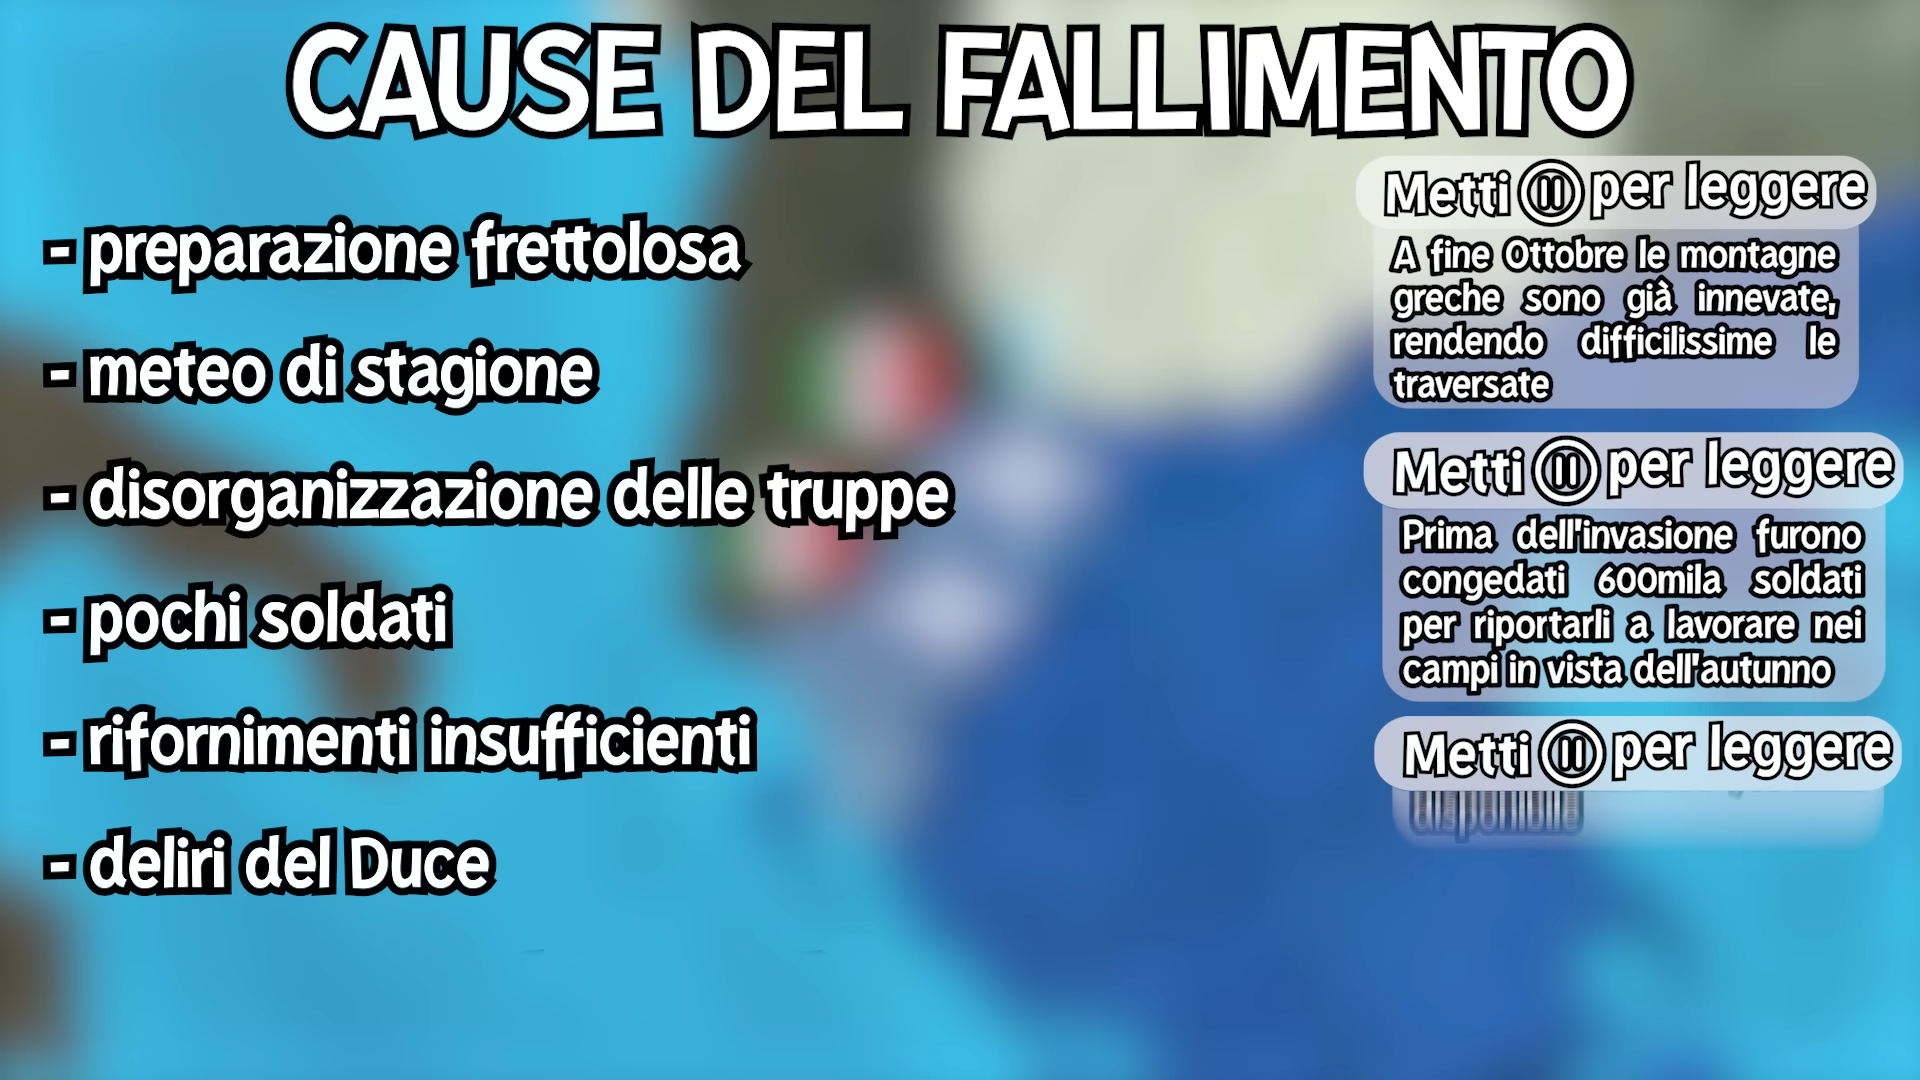 CAUSE DEL FALLIMENTO
- preparazione frettolosa
- meteo di stagione
- disorganizzazione delle truppe
- pochi soldati
- rifornimenti insufficienti
- deliri del Duce
Metti per leggere
A fine Ottobre le montagne
greche sono già innevate,
rendendo difficilissime le
traversate
Metti per leggere
Prima dell'invasione furono
congedati 600mila soldati
per riportarli a lavorare nei
campi in vista dell'autunno
Metti per leggere
disponibile